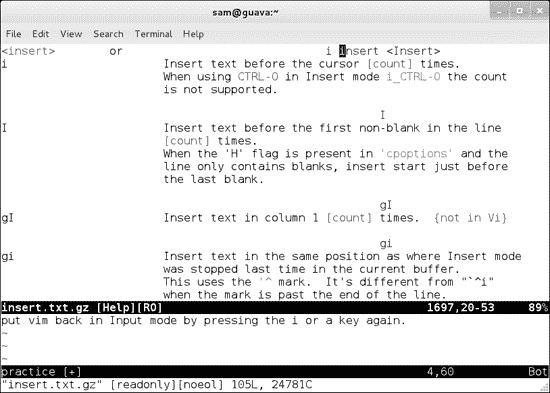 sam@guava:~
File Edit View Search Terminal Help
<insert> or i insert <Insert>
i Insert text before the cursor [count] times.
When using CTRL-O in Insert mode i_CTRL-O the count
is not supported.
I
I Insert text before the first non-blank in the line
[count] times.
When the 'H' flag is present in 'cpoptions' and the
line only contains blanks, insert start just before
the last blank.
gI
gI Insert text in column 1 [count] times. {not in Vi}
gi
gi Insert text in the same position as where Insert mode
was stopped last time in the current buffer.
This uses the '^ mark. It's different from "`^i"
when the mark is past the end of the line.
insert.txt.gz [Help][RO] 1697,20-53 89%
put vim back in Input mode by pressing the i or a key again.
~
~
~
practice [+] 4,60 Bot
"insert.txt.gz" [readonly][noeol] 105L, 24781C